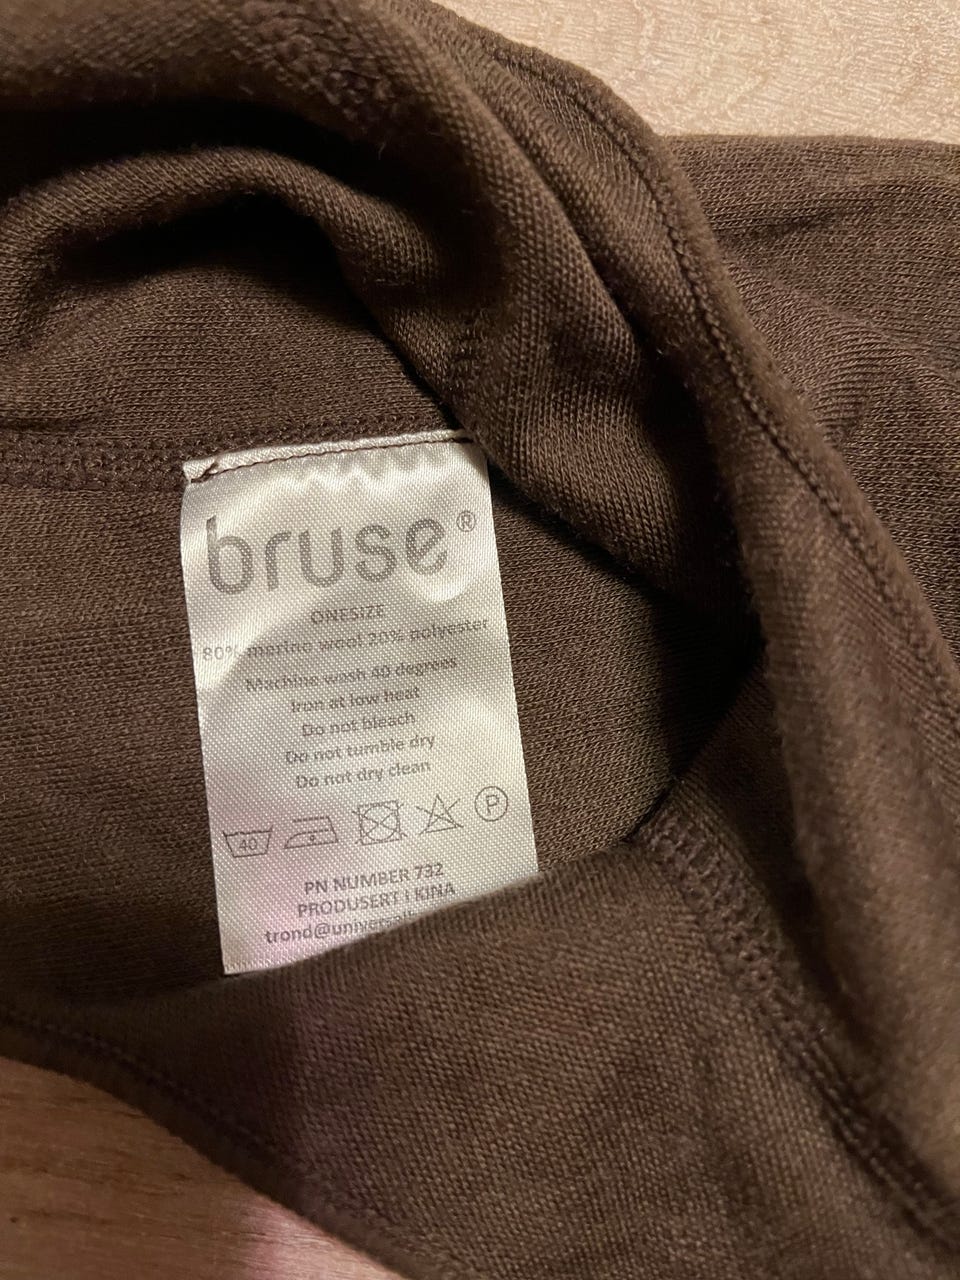 bruse®
ONESIZE
80% merino wool 20% polyester
Machine wash 40 degrees
Iron at low heat
Do not bleach
Do not tumble dry
Do not dry clean
40 P
PN NUMBER 732
PRODUSERT I KINA